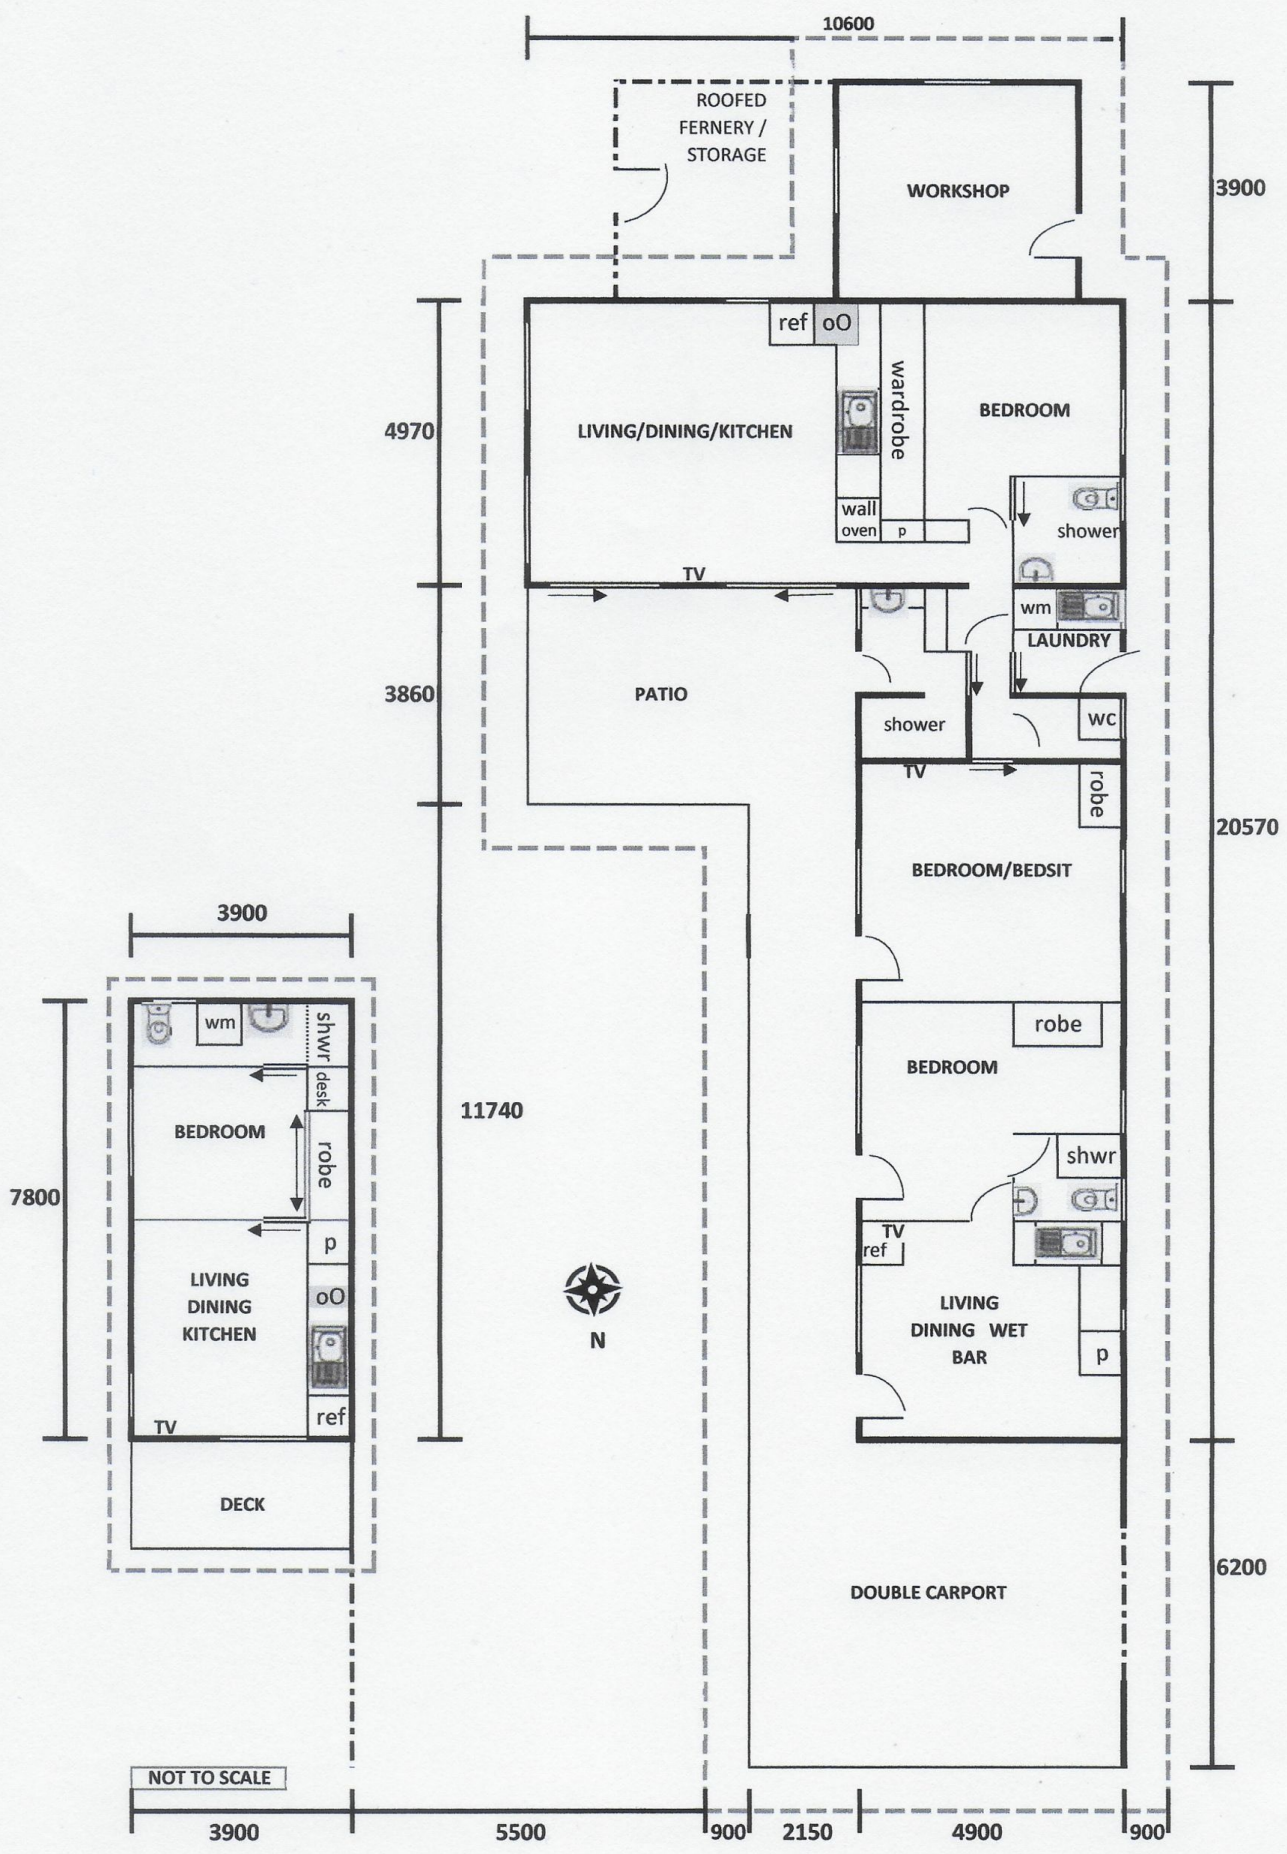 10600
ROOFED
FERNERY /
STORAGE
WORKSHOP
3900
ref
oO
wardrobe
BEDROOM
4970
LIVING/DINING/KITCHEN
wall
oven
p
shower
TV
wm
LAUNDRY
3860
PATIO
shower
wc
TV
robe
20570
BEDROOM/BEDSIT
3900
robe
wm
shwr
BEDROOM
desk
11740
BEDROOM
robe
shwr
7800
p
TV
ref
LIVING
DINING
KITCHEN
oO
LIVING
DINING WET
BAR
N
p
ref
TV
DECK
DOUBLE CARPORT
6200
NOT TO SCALE
3900
5500
900
2150
4900
900